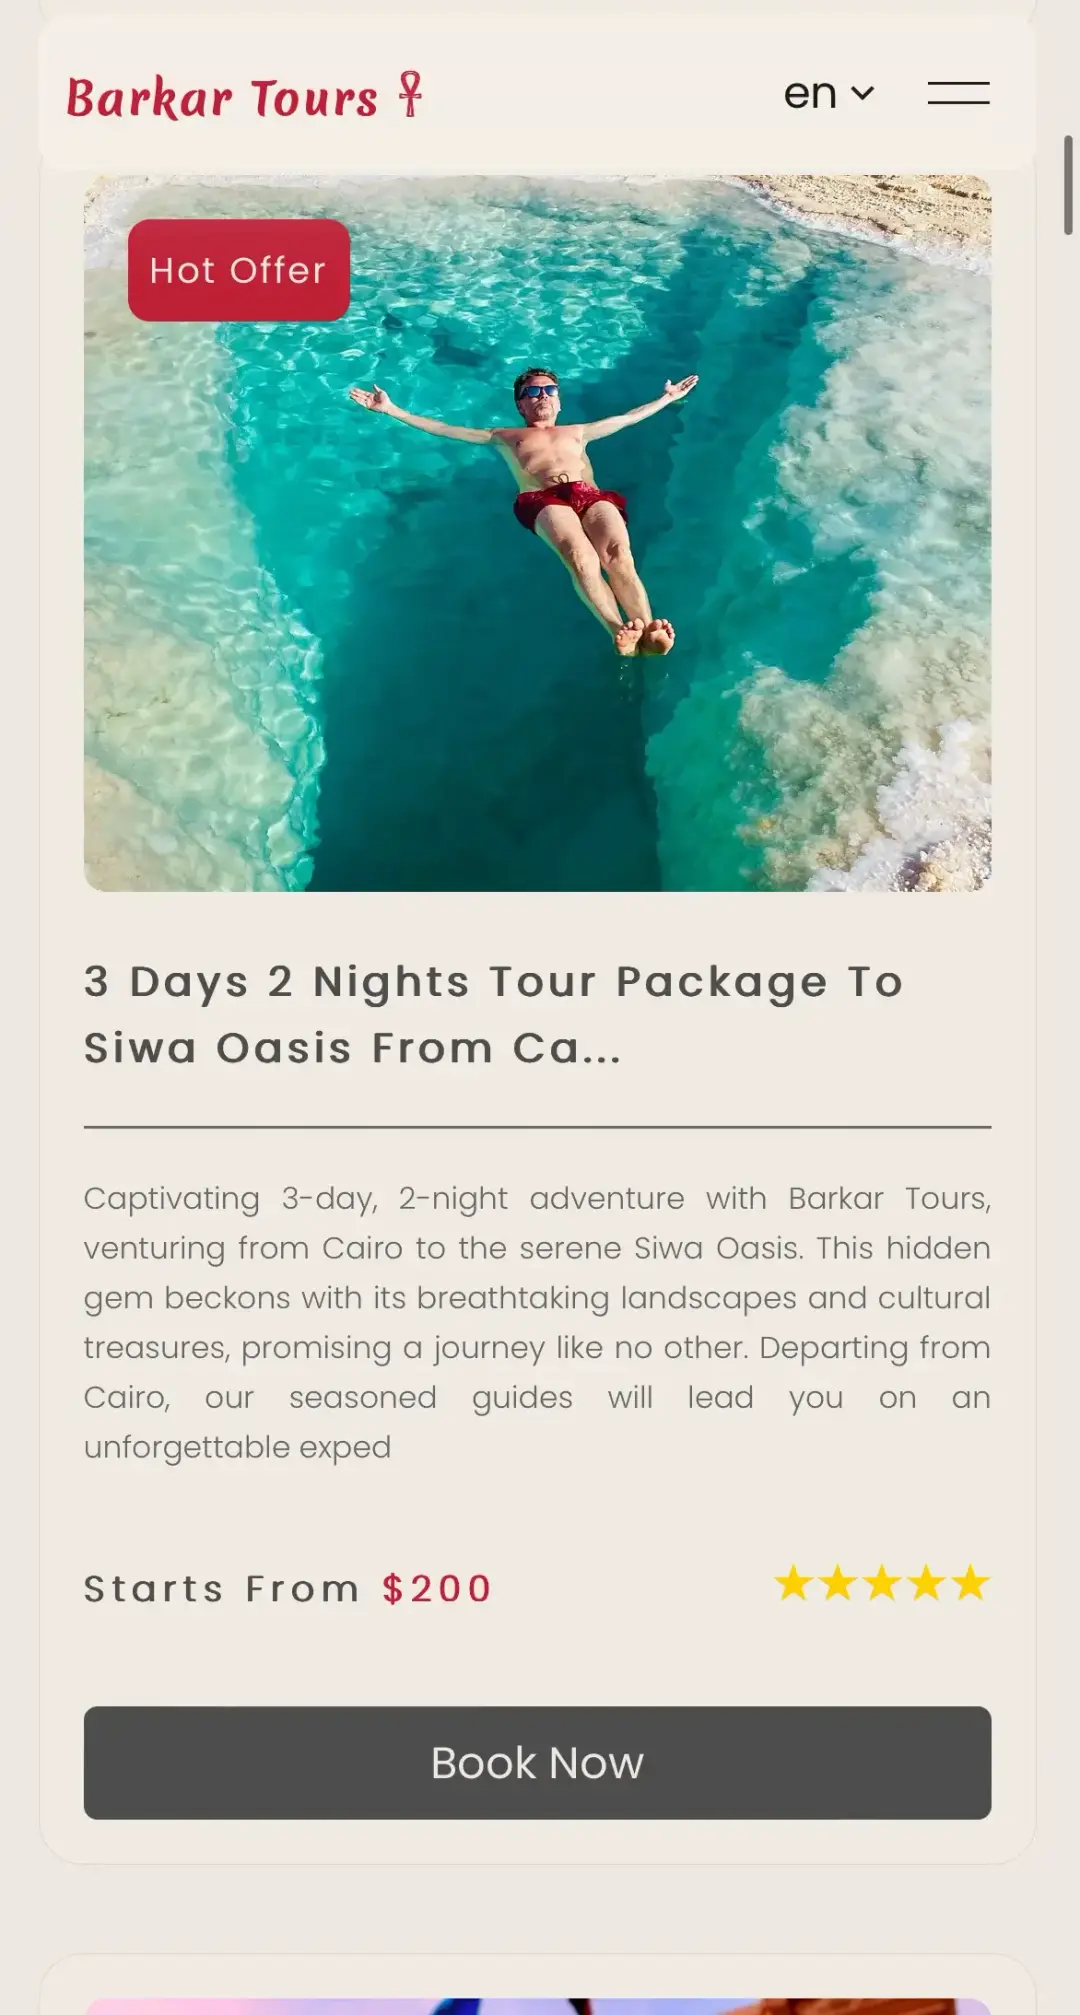 Barkar Tours
en
Hot Offer
3 Days 2 Nights Tour Package To
Siwa Oasis From Ca...
Captivating 3-day, 2-night adventure with Barkar Tours,
venturing from Cairo to the serene Siwa Oasis. This hidden
gem beckons with its breathtaking landscapes and cultural
treasures, promising a journey like no other. Departing from
Cairo, our seasoned guides will lead you on an
unforgettable exped
Starts From $200
Book Now